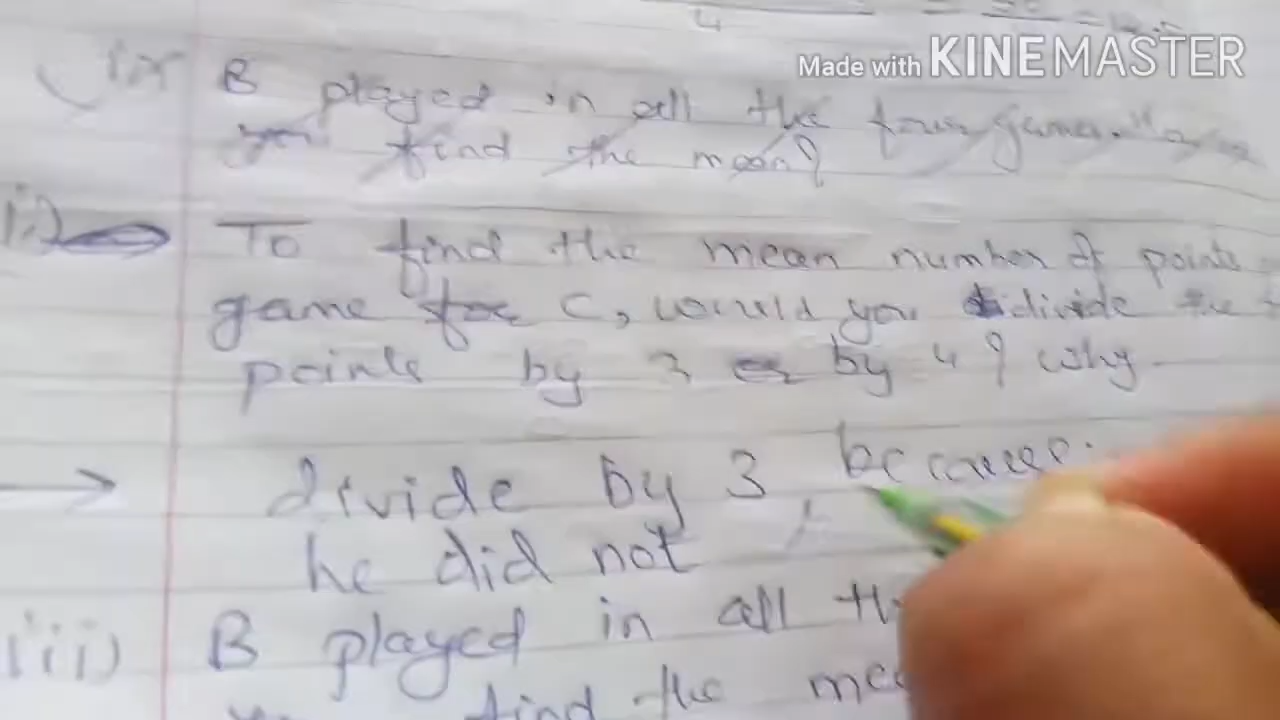 4
Made with KINEMASTER
B played in all the four games.
you find the mean?
To find the mean number of points
game for C, would you divide the
points by 3 or by 4? why
divide by 3 because
he did not
iii) B played in all
find the